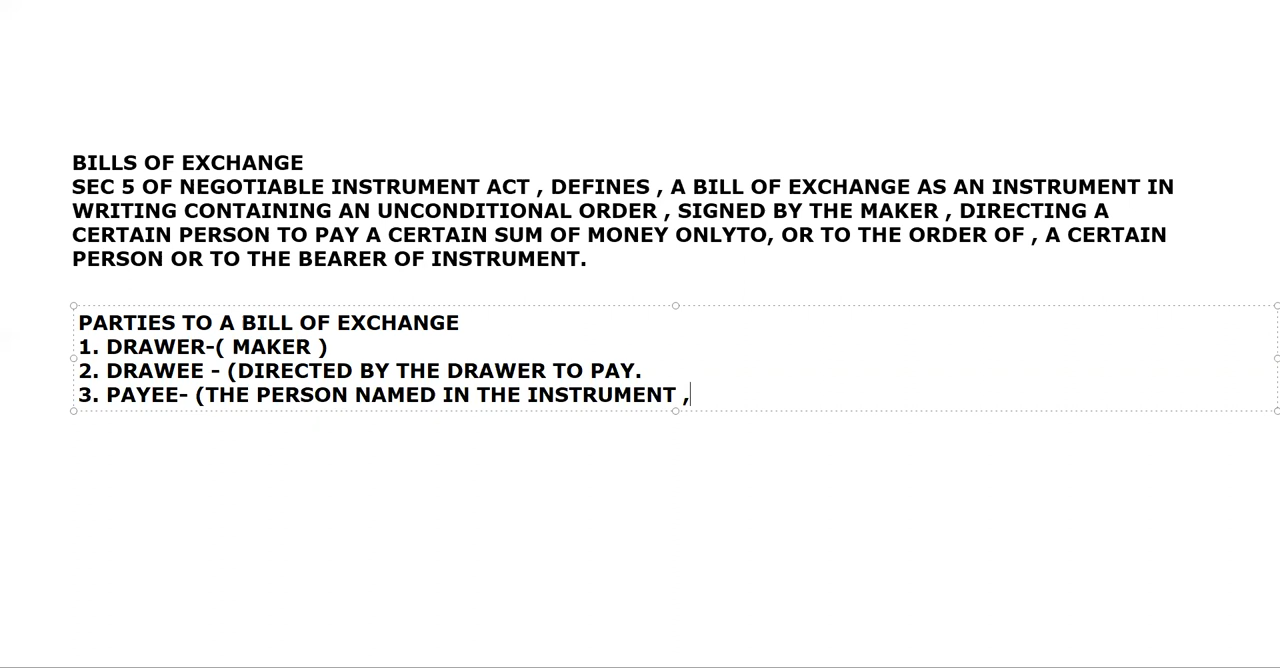 BILLS OF EXCHANGE
SEC 5 OF NEGOTIABLE INSTRUMENT ACT , DEFINES , A BILL OF EXCHANGE AS AN INSTRUMENT IN
WRITING CONTAINING AN UNCONDITIONAL ORDER , SIGNED BY THE MAKER , DIRECTING A
CERTAIN PERSON TO PAY A CERTAIN SUM OF MONEY ONLYTO, OR TO THE ORDER OF , A CERTAIN
PERSON OR TO THE BEARER OF INSTRUMENT.
PARTIES TO A BILL OF EXCHANGE
1. DRAWER-( MAKER )
2. DRAWEE - (DIRECTED BY THE DRAWER TO PAY.
3. PAYEE- (THE PERSON NAMED IN THE INSTRUMENT ,